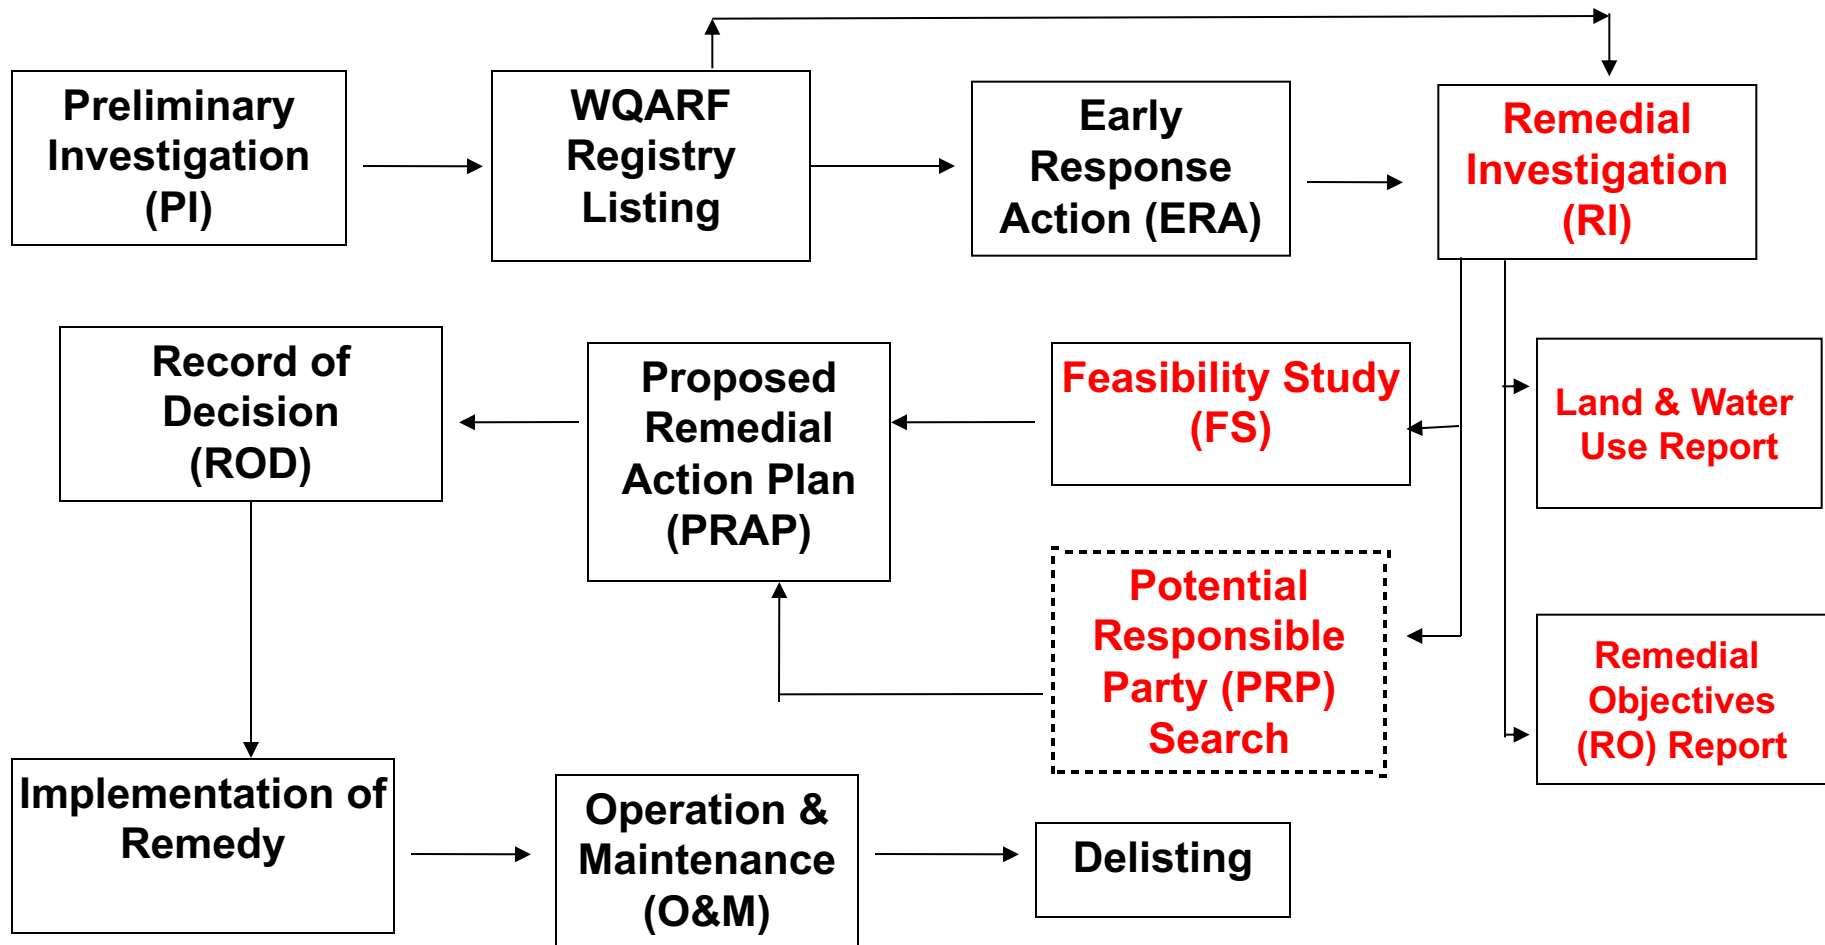 Preliminary
Investigation
(PI)
WQARF
Registry
Listing
Early
Response
Action (ERA)
Remedial
Investigation
(RI)
Record of
Decision
(ROD)
Proposed
Remedial
Action Plan
(PRAP)
Feasibility Study
(FS)
Land & Water
Use Report
Potential
Responsible
Party (PRP)
Search
Remedial
Objectives
(RO) Report
Implementation of
Remedy
Operation &
Maintenance
(O&M)
Delisting